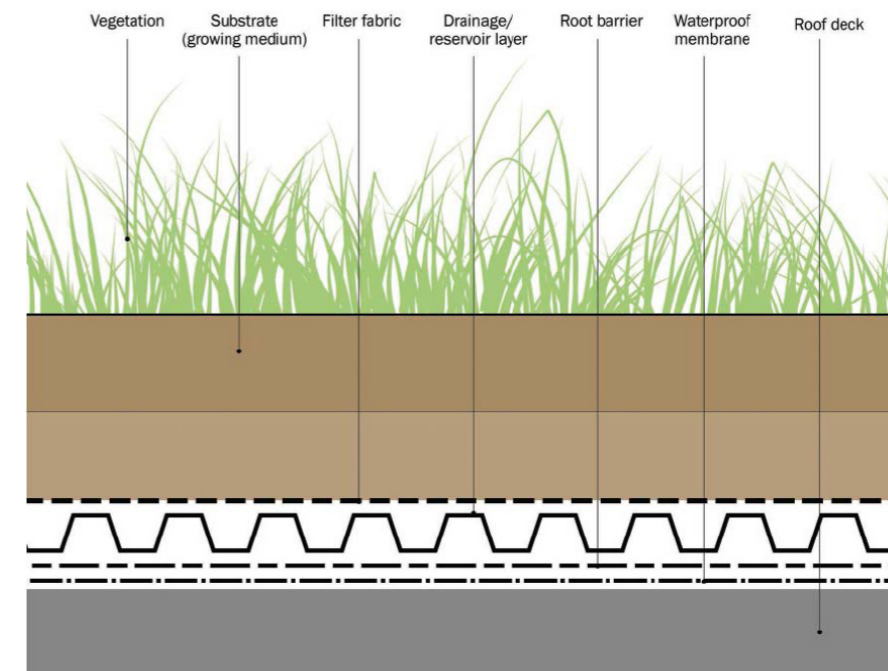 Vegetation
Substrate
(growing medium)
Filter fabric
Drainage/
reservoir layer
Root barrier
Waterproof
membrane
Roof deck